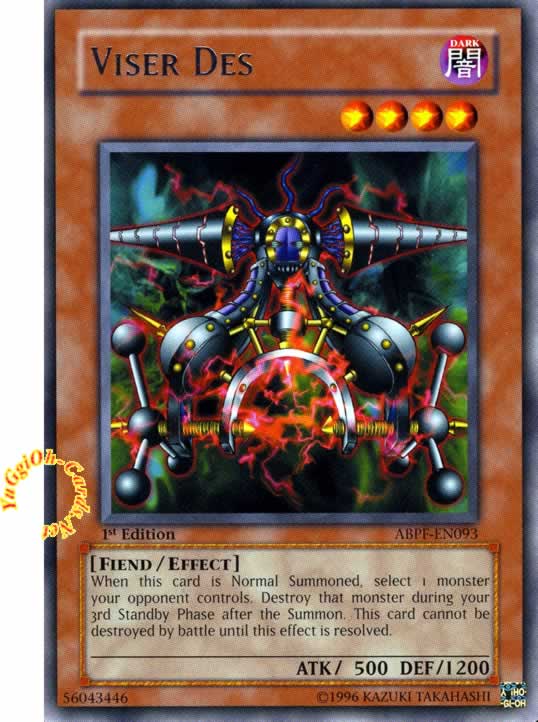 VISER DES
DARK
闇
YuGgiOh-Cards.Net
1st Edition
ABPF-EN093
[FIEND / EFFECT]
When this card is Normal Summoned, select 1 monster
your opponent controls. Destroy that monster during your
3rd Standby Phase after the Summon. This card cannot be
destroyed by battle until this effect is resolved.
ATK/ 500 DEF/1200
56043446
©1996 KAZUKI TAKAHASHI